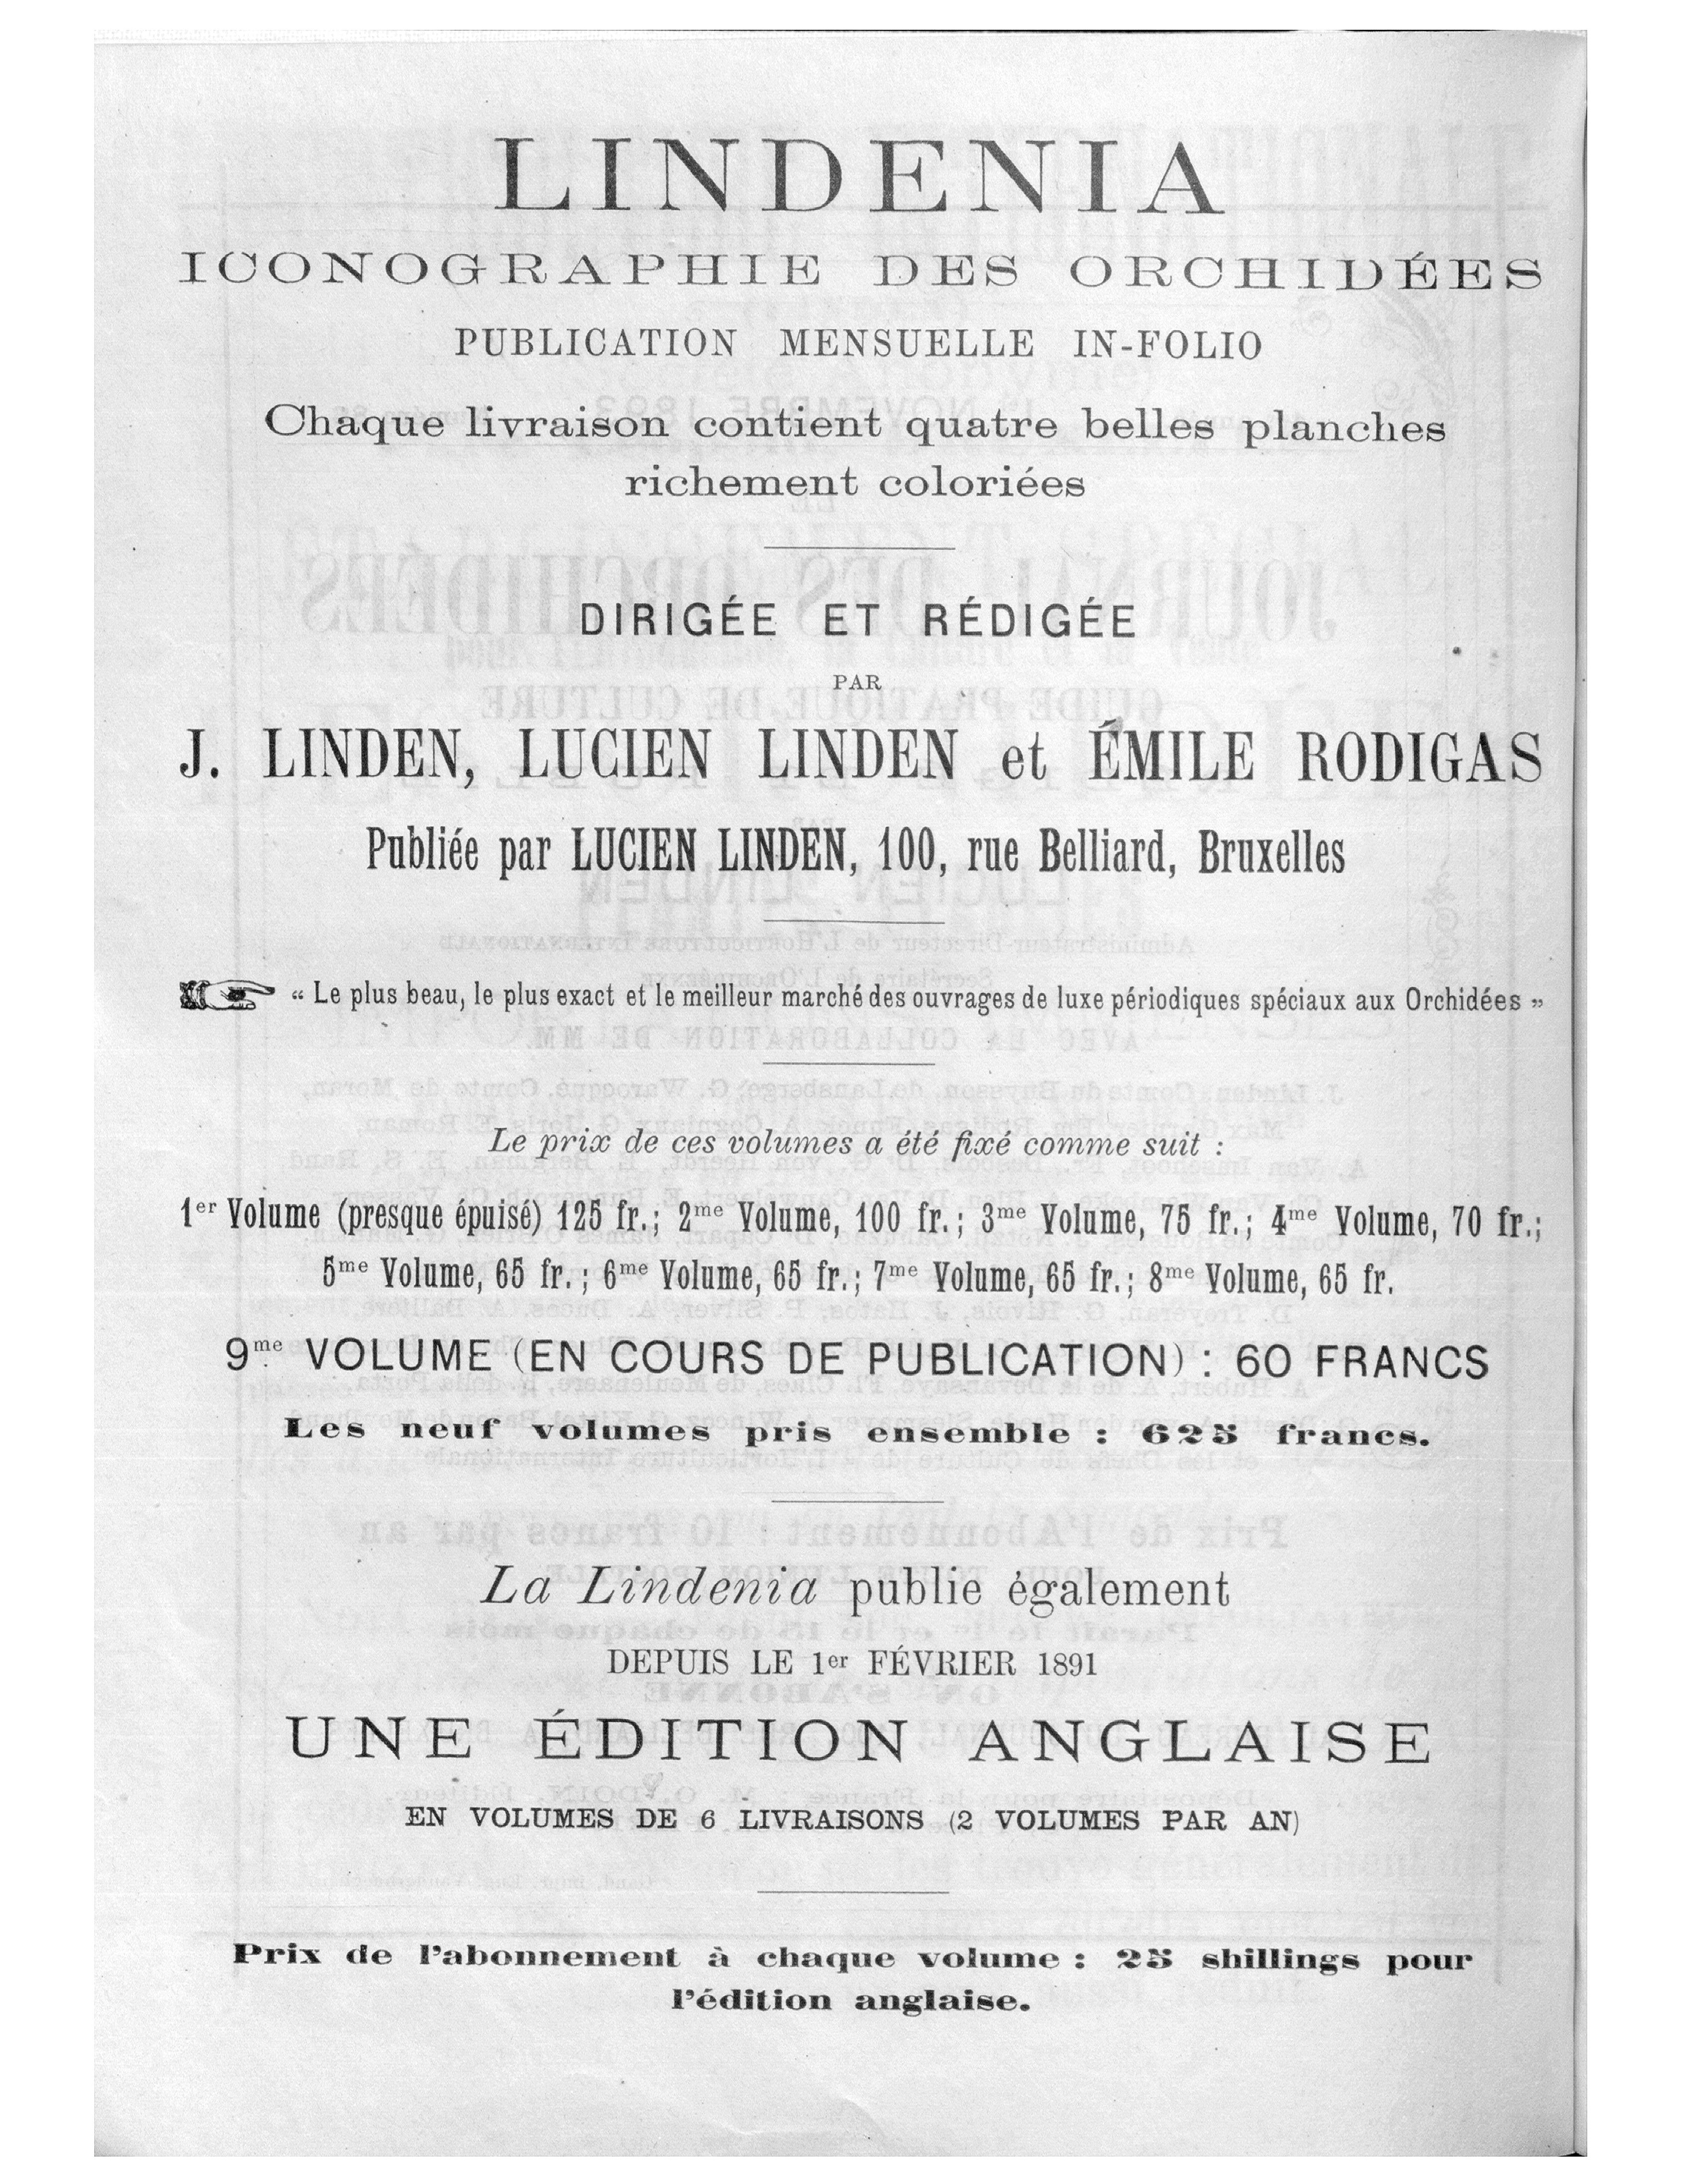 LINDENIA
ICONOGRAPHIE DES ORCHIDÉES
PUBLICATION MENSUELLE IN-FOLIO
Chaque livraison contient quatre belles planches
richement coloriées
DIRIGÉE ET RÉDIGÉE
PAR
J. LINDEN, LUCIEN LINDEN et ÉMILE RODIGAS
Publiée par LUCIEN LINDEN, 100, rue Belliard, Bruxelles
“ Le plus beau, le plus exact et le meilleur marché des ouvrages de luxe périodiques spéciaux aux Orchidées ”
Le prix de ces volumes a été fixé comme suit :
1er Volume (presque épuisé) 125 fr.; 2me Volume, 100 fr.; 3me Volume, 75 fr.; 4me Volume, 70 fr.;
5me Volume, 65 fr.; 6me Volume, 65 fr.; 7me Volume, 65 fr.; 8me Volume, 65 fr.
9me VOLUME (EN COURS DE PUBLICATION) : 60 FRANCS
Les neuf volumes pris ensemble : 625 francs.
La Lindenia publie également
DEPUIS LE 1er FÉVRIER 1891
UNE ÉDITION ANGLAISE
EN VOLUMES DE 6 LIVRAISONS (2 VOLUMES PAR AN)
Prix de l'abonnement à chaque volume : 25 shillings pour
l'édition anglaise.